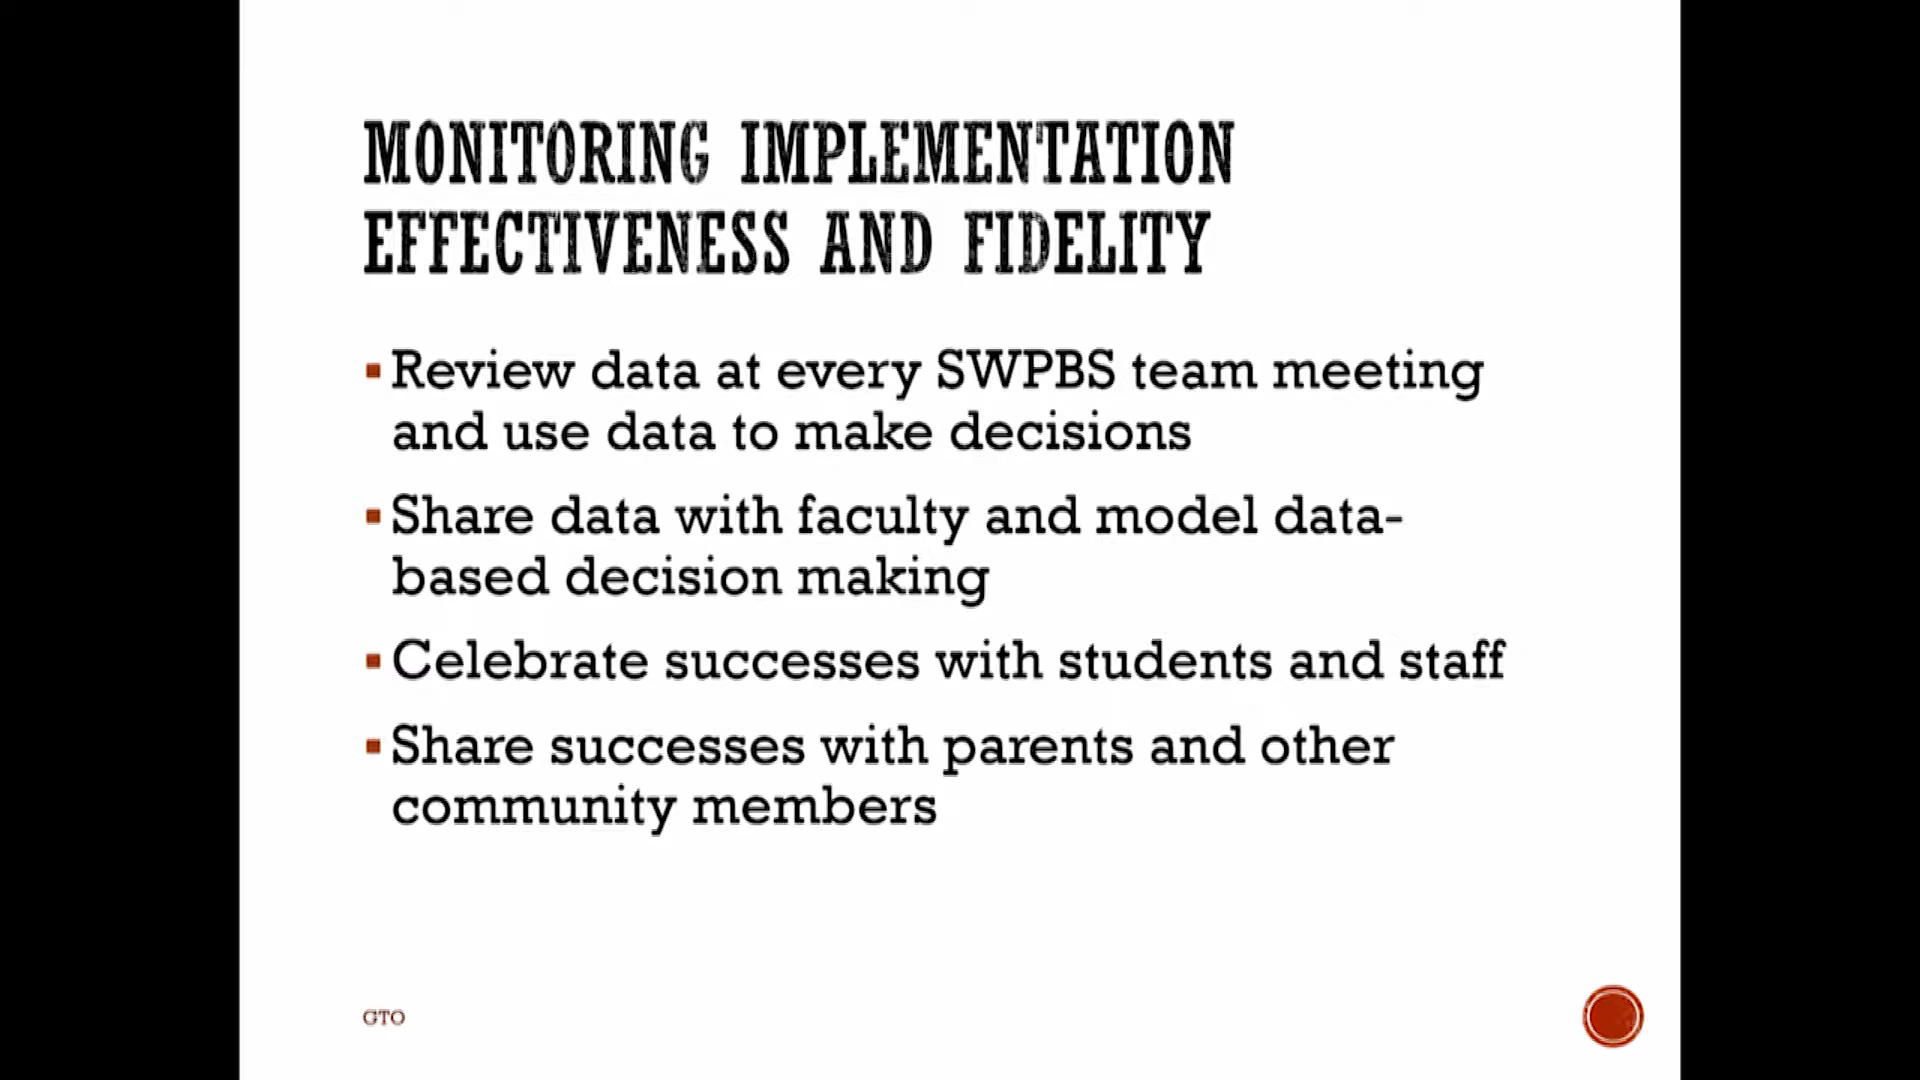 MONITORING IMPLEMENTATION
EFFECTIVENESS AND FIDELITY
Review data at every SWPBS team meeting
and use data to make decisions
Share data with faculty and model data-
based decision making
Celebrate successes with students and staff
Share successes with parents and other
community members
GTO